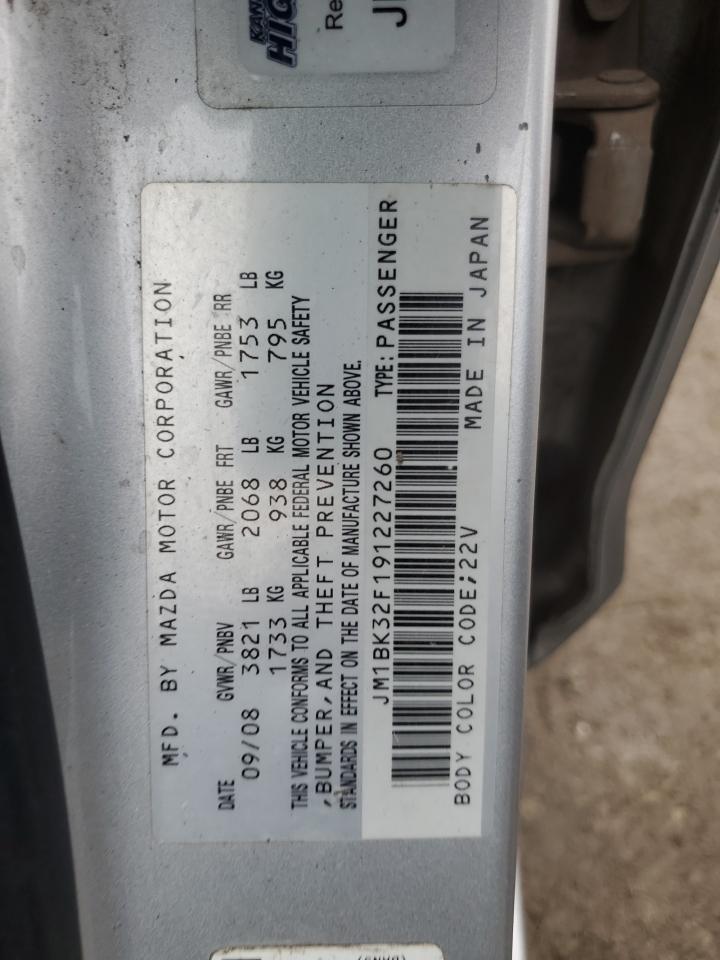 MFD. BY MAZDA MOTOR CORPORATION
DATE GVWR/PNBV GAWR/PNBE FRT GAWR/PNBE RR
09/08 3821 LB 2068 LB 1753 LB
1733 KG 938 KG 795 KG
THIS VEHICLE CONFORMS TO ALL APPLICABLE FEDERAL MOTOR VEHICLE SAFETY
,BUMPER,AND THEFT PREVENTION
STANDARDS IN EFFECT ON THE DATE OF MANUFACTURE SHOWN ABOVE.
JM1BK32F191227260 TYPE:PASSENGER
BODY COLOR CODE;22V MADE IN JAPAN